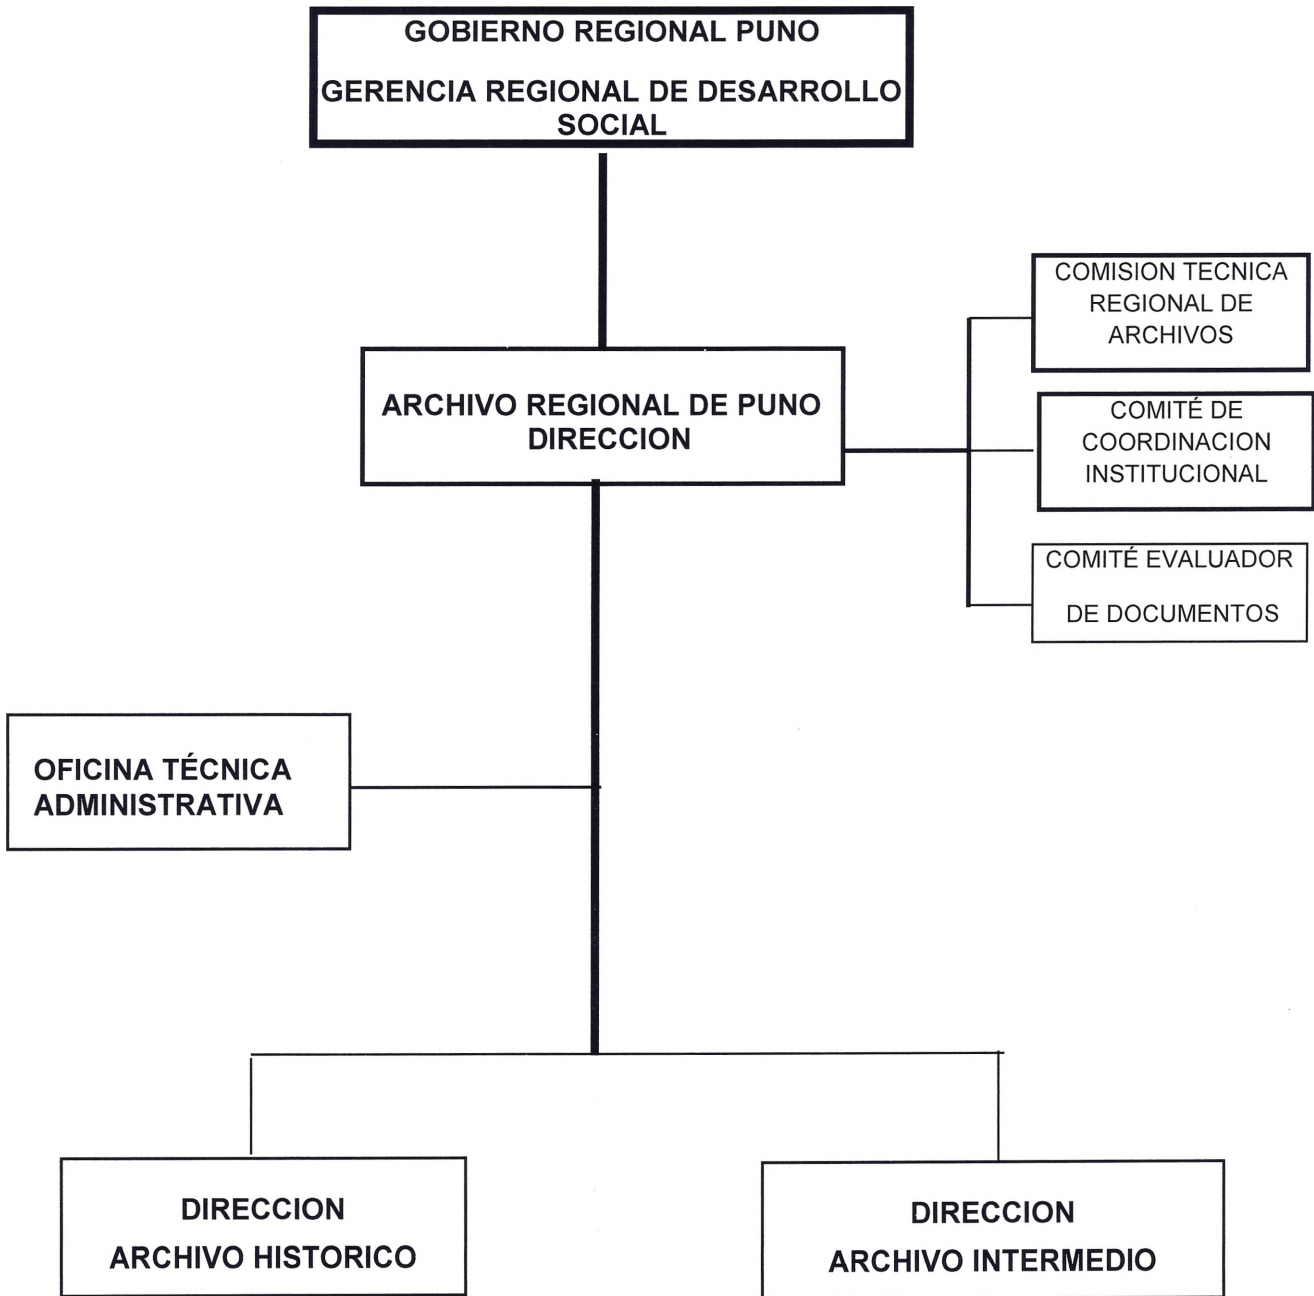 GOBIERNO REGIONAL PUNO
GERENCIA REGIONAL DE DESARROLLO
SOCIAL
COMISION TECNICA
REGIONAL DE
ARCHIVOS
ARCHIVO REGIONAL DE PUNO
DIRECCION
COMITÉ DE
COORDINACION
INSTITUCIONAL
COMITÉ EVALUADOR
DE DOCUMENTOS
OFICINA TÉCNICA
ADMINISTRATIVA
DIRECCION
ARCHIVO HISTORICO
DIRECCION
ARCHIVO INTERMEDIO